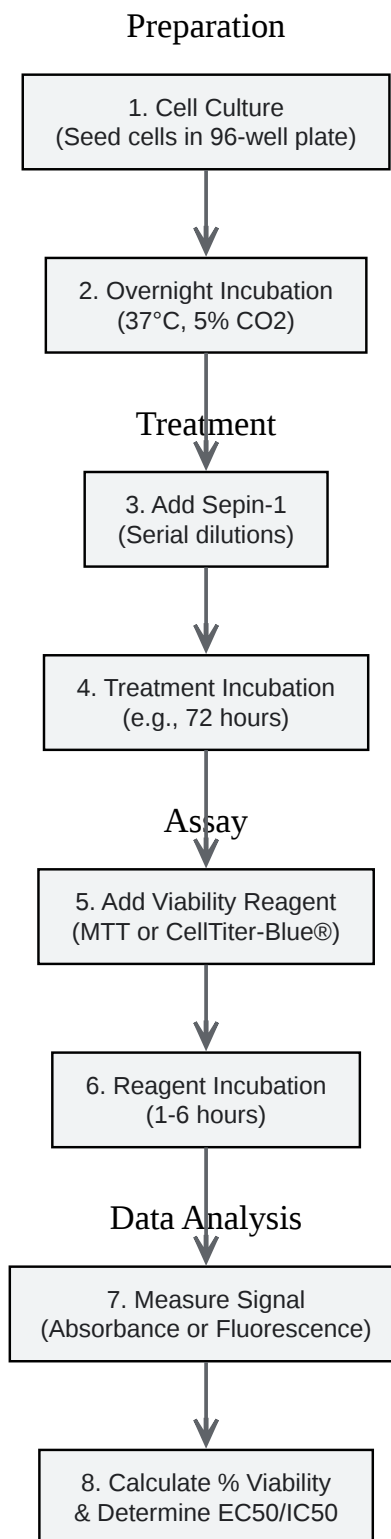 Preparation
1. Cell Culture
(Seed cells in 96-well plate)
2. Overnight Incubation
(37°C, 5% CO2)
Treatment
3. Add Sepin-1
(Serial dilutions)
4. Treatment Incubation
(e.g., 72 hours)
Assay
5. Add Viability Reagent
(MTT or CellTiter-Blue®)
6. Reagent Incubation
(1-6 hours)
Data Analysis
7. Measure Signal
(Absorbance or Fluorescence)
8. Calculate % Viability
& Determine EC50/IC50